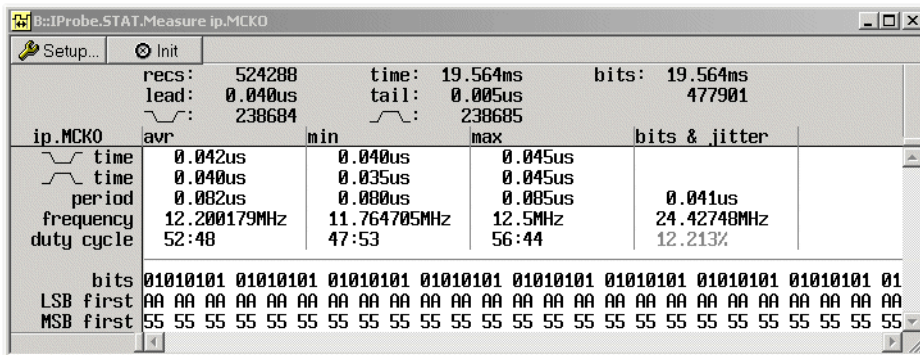 B::IProbe.STAT.Measure ip.MCKO
Setup... Init
recs: 524288 time: 19.564ms bits: 19.564ms
lead: 0.040us tail: 0.005us 477901
: 238684 : 238685
ip.MCKO avr min max bits & jitter
time 0.042us 0.040us 0.045us
time 0.040us 0.035us 0.045us
period 0.082us 0.080us 0.085us 0.041us
frequency 12.200179MHz 11.764705MHz 12.5MHz 24.42748MHz
duty cycle 52:48 47:53 56:44 12.213%
bits 01010101 01010101 01010101 01010101 01010101 01010101 01010101 01010101 01
LSB first AA AA AA AA AA AA AA AA AA AA AA AA AA AA AA AA AA AA AA AA AA AA AA AA AA
MSB first 55 55 55 55 55 55 55 55 55 55 55 55 55 55 55 55 55 55 55 55 55 55 55 55 55